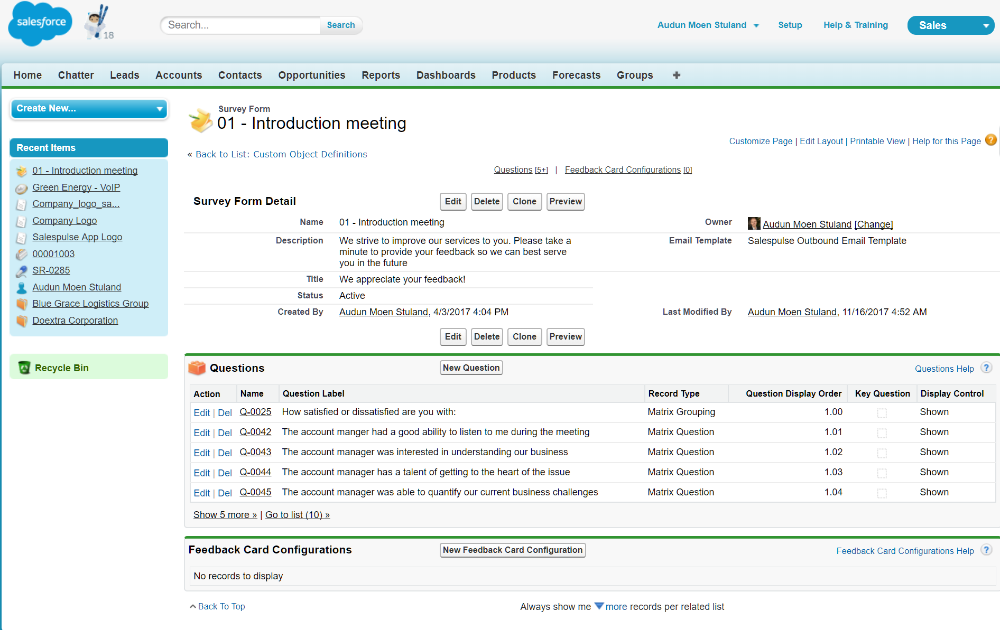 salesforce
18
Search...
Search
Audun Moen Stuland
Setup
Help & Training
Sales
Home Chatter Leads Accounts Contacts Opportunities Reports Dashboards Products Forecasts Groups
Create New...
Recent Items
01 - Introduction meeting
Green Energy - VoIP
Company_logo_sa...
Company Logo
Salespulse App Logo
00001003
SR-0285
Audun Moen Stuland
Blue Grace Logistics Group
Doextra Corporation
Recycle Bin
Survey Form
01 - Introduction meeting
Customize Page | Edit Layout | Printable View | Help for this Page ?
« Back to List: Custom Object Definitions
Questions [5+] | Feedback Card Configurations [0]
Survey Form Detail Edit Delete Clone Preview
Name 01 - Introduction meeting Owner Audun Moen Stuland [Change]
Description We strive to improve our services to you. Please take a Email Template Salespulse Outbound Email Template
minute to provide your feedback so we can best serve
you in the future
Title We appreciate your feedback!
Status Active
Created By Audun Moen Stuland, 4/3/2017 4:04 PM Last Modified By Audun Moen Stuland, 11/16/2017 4:52 AM
Edit Delete Clone Preview
Questions New Question Questions Help ?
Action Name Question Label Record Type Question Display Order Key Question Display Control
Edit | Del Q-0025 How satisfied or dissatisfied are you with: Matrix Grouping 1.00 Shown
Edit | Del Q-0042 The account manger had a good ability to listen to me during the meeting Matrix Question 1.01 Shown
Edit | Del Q-0043 The account manager was interested in understanding our business Matrix Question 1.02 Shown
Edit | Del Q-0044 The account manager has a talent of getting to the heart of the issue Matrix Question 1.03 Shown
Edit | Del Q-0045 The account manager was able to quantify our current business challenges Matrix Question 1.04 Shown
Show 5 more » | Go to list (10) »
Feedback Card Configurations New Feedback Card Configuration Feedback Card Configurations Help ?
No records to display
Back To Top
Always show me more records per related list